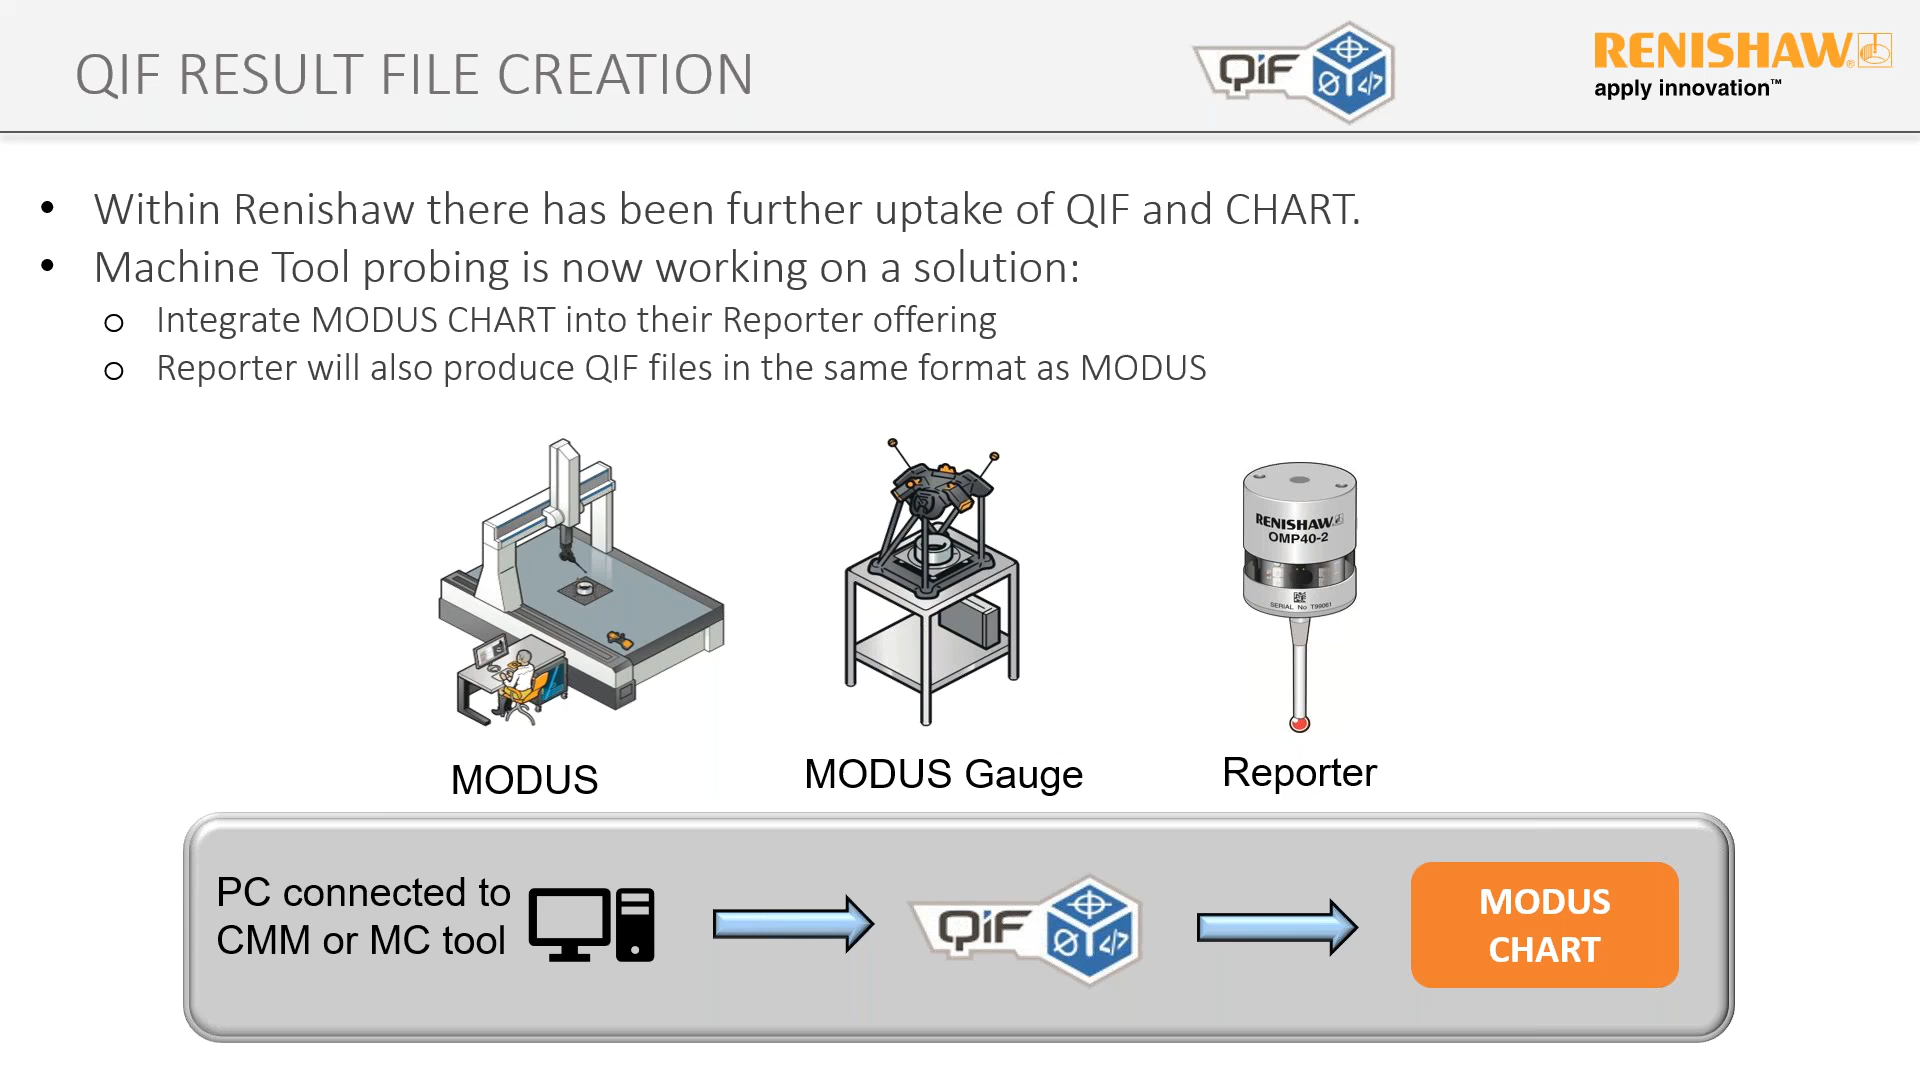 QIF RESULT FILE CREATION
QiF
RENISHAW
apply innovation™
• Within Renishaw there has been further uptake of QIF and CHART.
• Machine Tool probing is now working on a solution:
o Integrate MODUS CHART into their Reporter offering
o Reporter will also produce QIF files in the same format as MODUS
RENISHAW
OMP40-2
SERIAL No T99061
MODUS
MODUS Gauge
Reporter
PC connected to
CMM or MC tool
QiF
MODUS
CHART